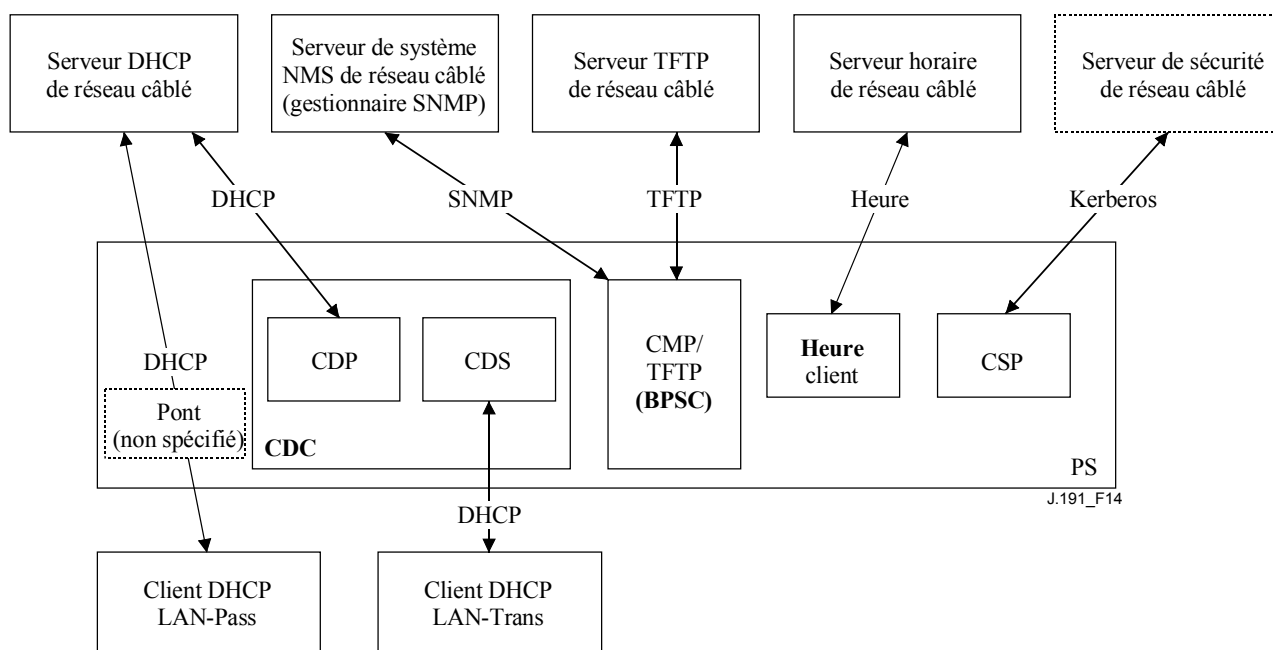 Serveur DHCP
de réseau câblé
Serveur de système
NMS de réseau câblé
(gestionnaire SNMP)
Serveur TFTP
de réseau câblé
Serveur horaire
de réseau câblé
Serveur de sécurité
de réseau câblé
DHCP
SNMP
TFTP
Heure
Kerberos
DHCP
Pont
(non spécifié)
CDP
CDS
CDC
CMP/
TFTP
(BPSC)
Heure
client
CSP
PS
J.191_F14
DHCP
Client DHCP
LAN-Pass
Client DHCP
LAN-Trans